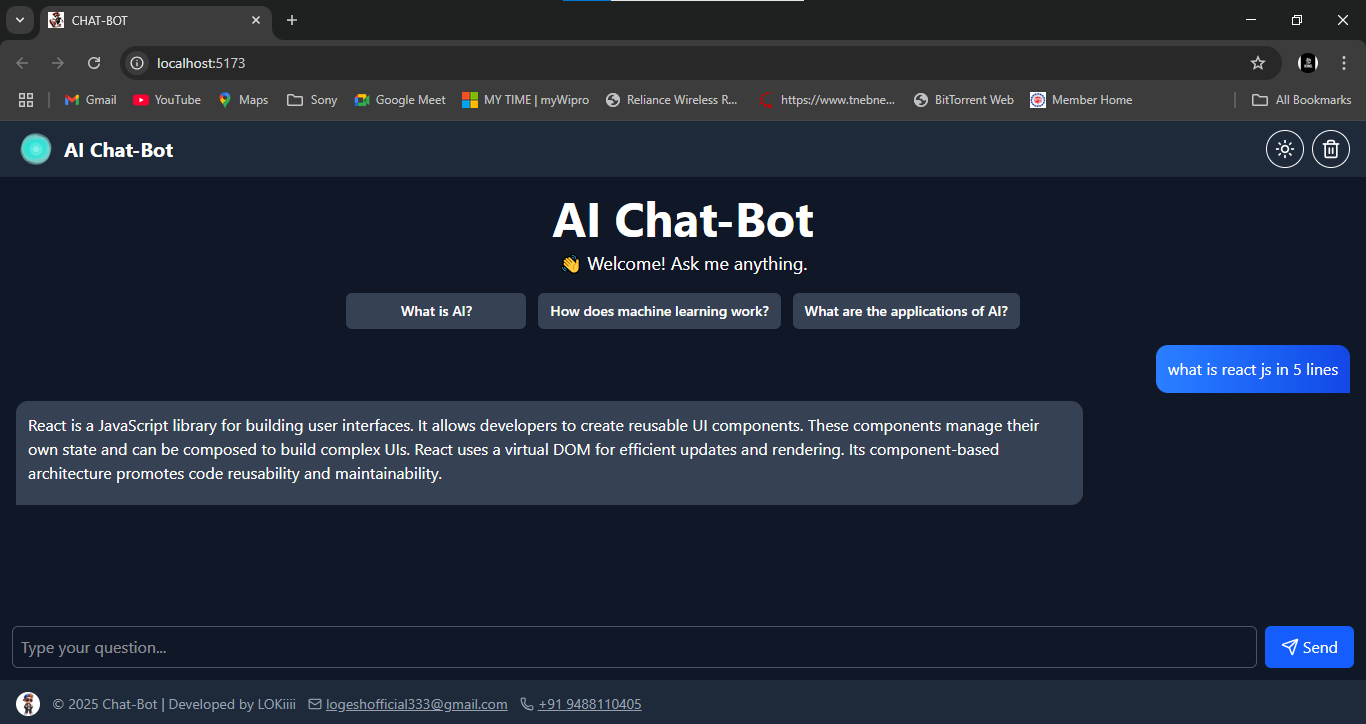 CHAT-BOT
localhost:5173
Gmail YouTube Maps Sony Google Meet MY TIME | myWipro Reliance Wireless R... https://www.tnebne... BitTorrent Web Member Home All Bookmarks
AI Chat-Bot
AI Chat-Bot
👋 Welcome! Ask me anything.
What is AI? How does machine learning work? What are the applications of AI?
what is react js in 5 lines
React is a JavaScript library for building user interfaces. It allows developers to create reusable UI components. These components manage their
own state and can be composed to build complex UIs. React uses a virtual DOM for efficient updates and rendering. Its component-based
architecture promotes code reusability and maintainability.
Type your question... Send
© 2025 Chat-Bot | Developed by LOKiiii logeshofficial333@gmail.com +91 9488110405